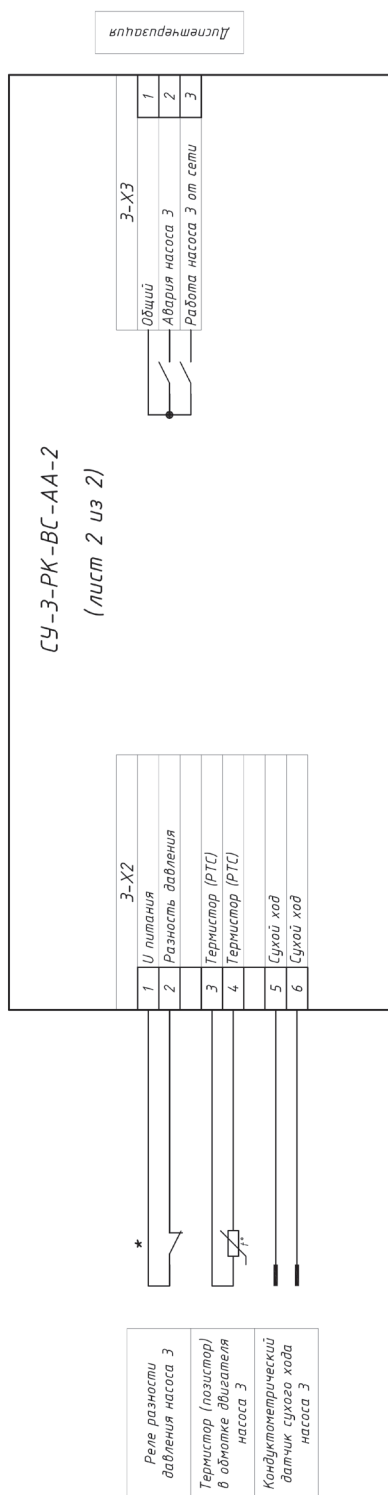 СУ-3-РК-ВС-АА-2
(лист 2 из 2)
Реле разности
давления насоса 3
Термистор (позистор)
в обмотке двигателя
насоса 3
Кондуктометрический
датчик сухого хода
насоса 3
*
t°
3-X2
1 U питания
2 Разность давления
3 Термистор (PTC)
4 Термистор (PTC)
5 Сухой ход
6 Сухой ход
3-X3
Общий 1
Авария насоса 3 2
Работа насоса 3 от сети 3
Диспетчеризация